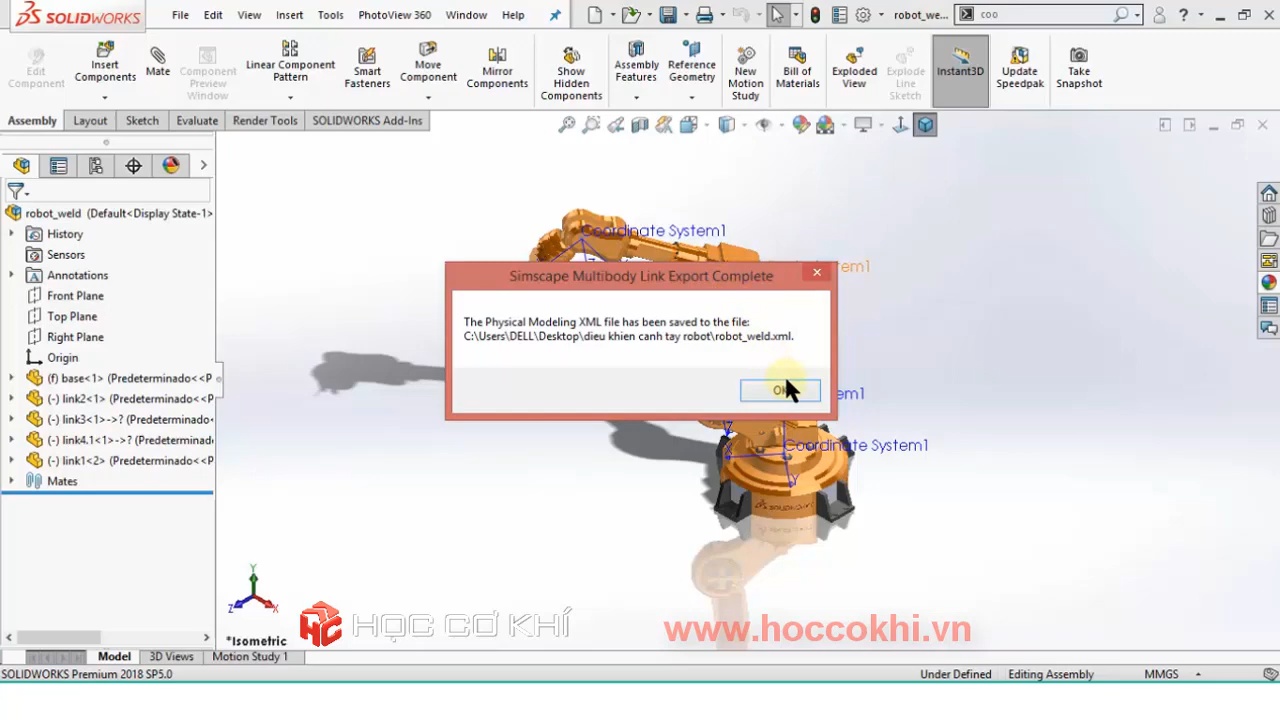 SOLIDWORKS
File Edit View Insert Tools PhotoView 360 Window Help
robot_we...
coo
Edit Component
Insert Components
Mate
Component Preview Window
Linear Component Pattern
Smart Fasteners
Move Component
Mirror Components
Show Hidden Components
Assembly Features
Reference Geometry
New Motion Study
Bill of Materials
Exploded View
Explode Line Sketch
Instant3D
Update Speedpak
Take Snapshot
Assembly Layout Sketch Evaluate Render Tools SOLIDWORKS Add-Ins
robot_weld (Default<Display State-1>
History
Sensors
Annotations
Front Plane
Top Plane
Right Plane
Origin
(f) base<1> (Predeterminado<<P
(-) link2<1> (Predeterminado<<P
(-) link3<1>->? (Predeterminado<
(-) link4.1<1>->? (Predeterminado
(-) link1<2> (Predeterminado<<P
Mates
Coordinate System1
em1
Simscape Multibody Link Export Complete
The Physical Modeling XML file has been saved to the file:
C:\Users\DELL\Desktop\dieu khien canh tay robot\robot_weld.xml.
em1
Z
X
Coordinate System1
Y
SOLIDWORKS
Y
Z X
*Isometric
HỌC CƠ KHÍ
www.hoccokhi.vn
Model 3D Views Motion Study 1
SOLIDWORKS Premium 2018 SP5.0
Under Defined Editing Assembly MMGS